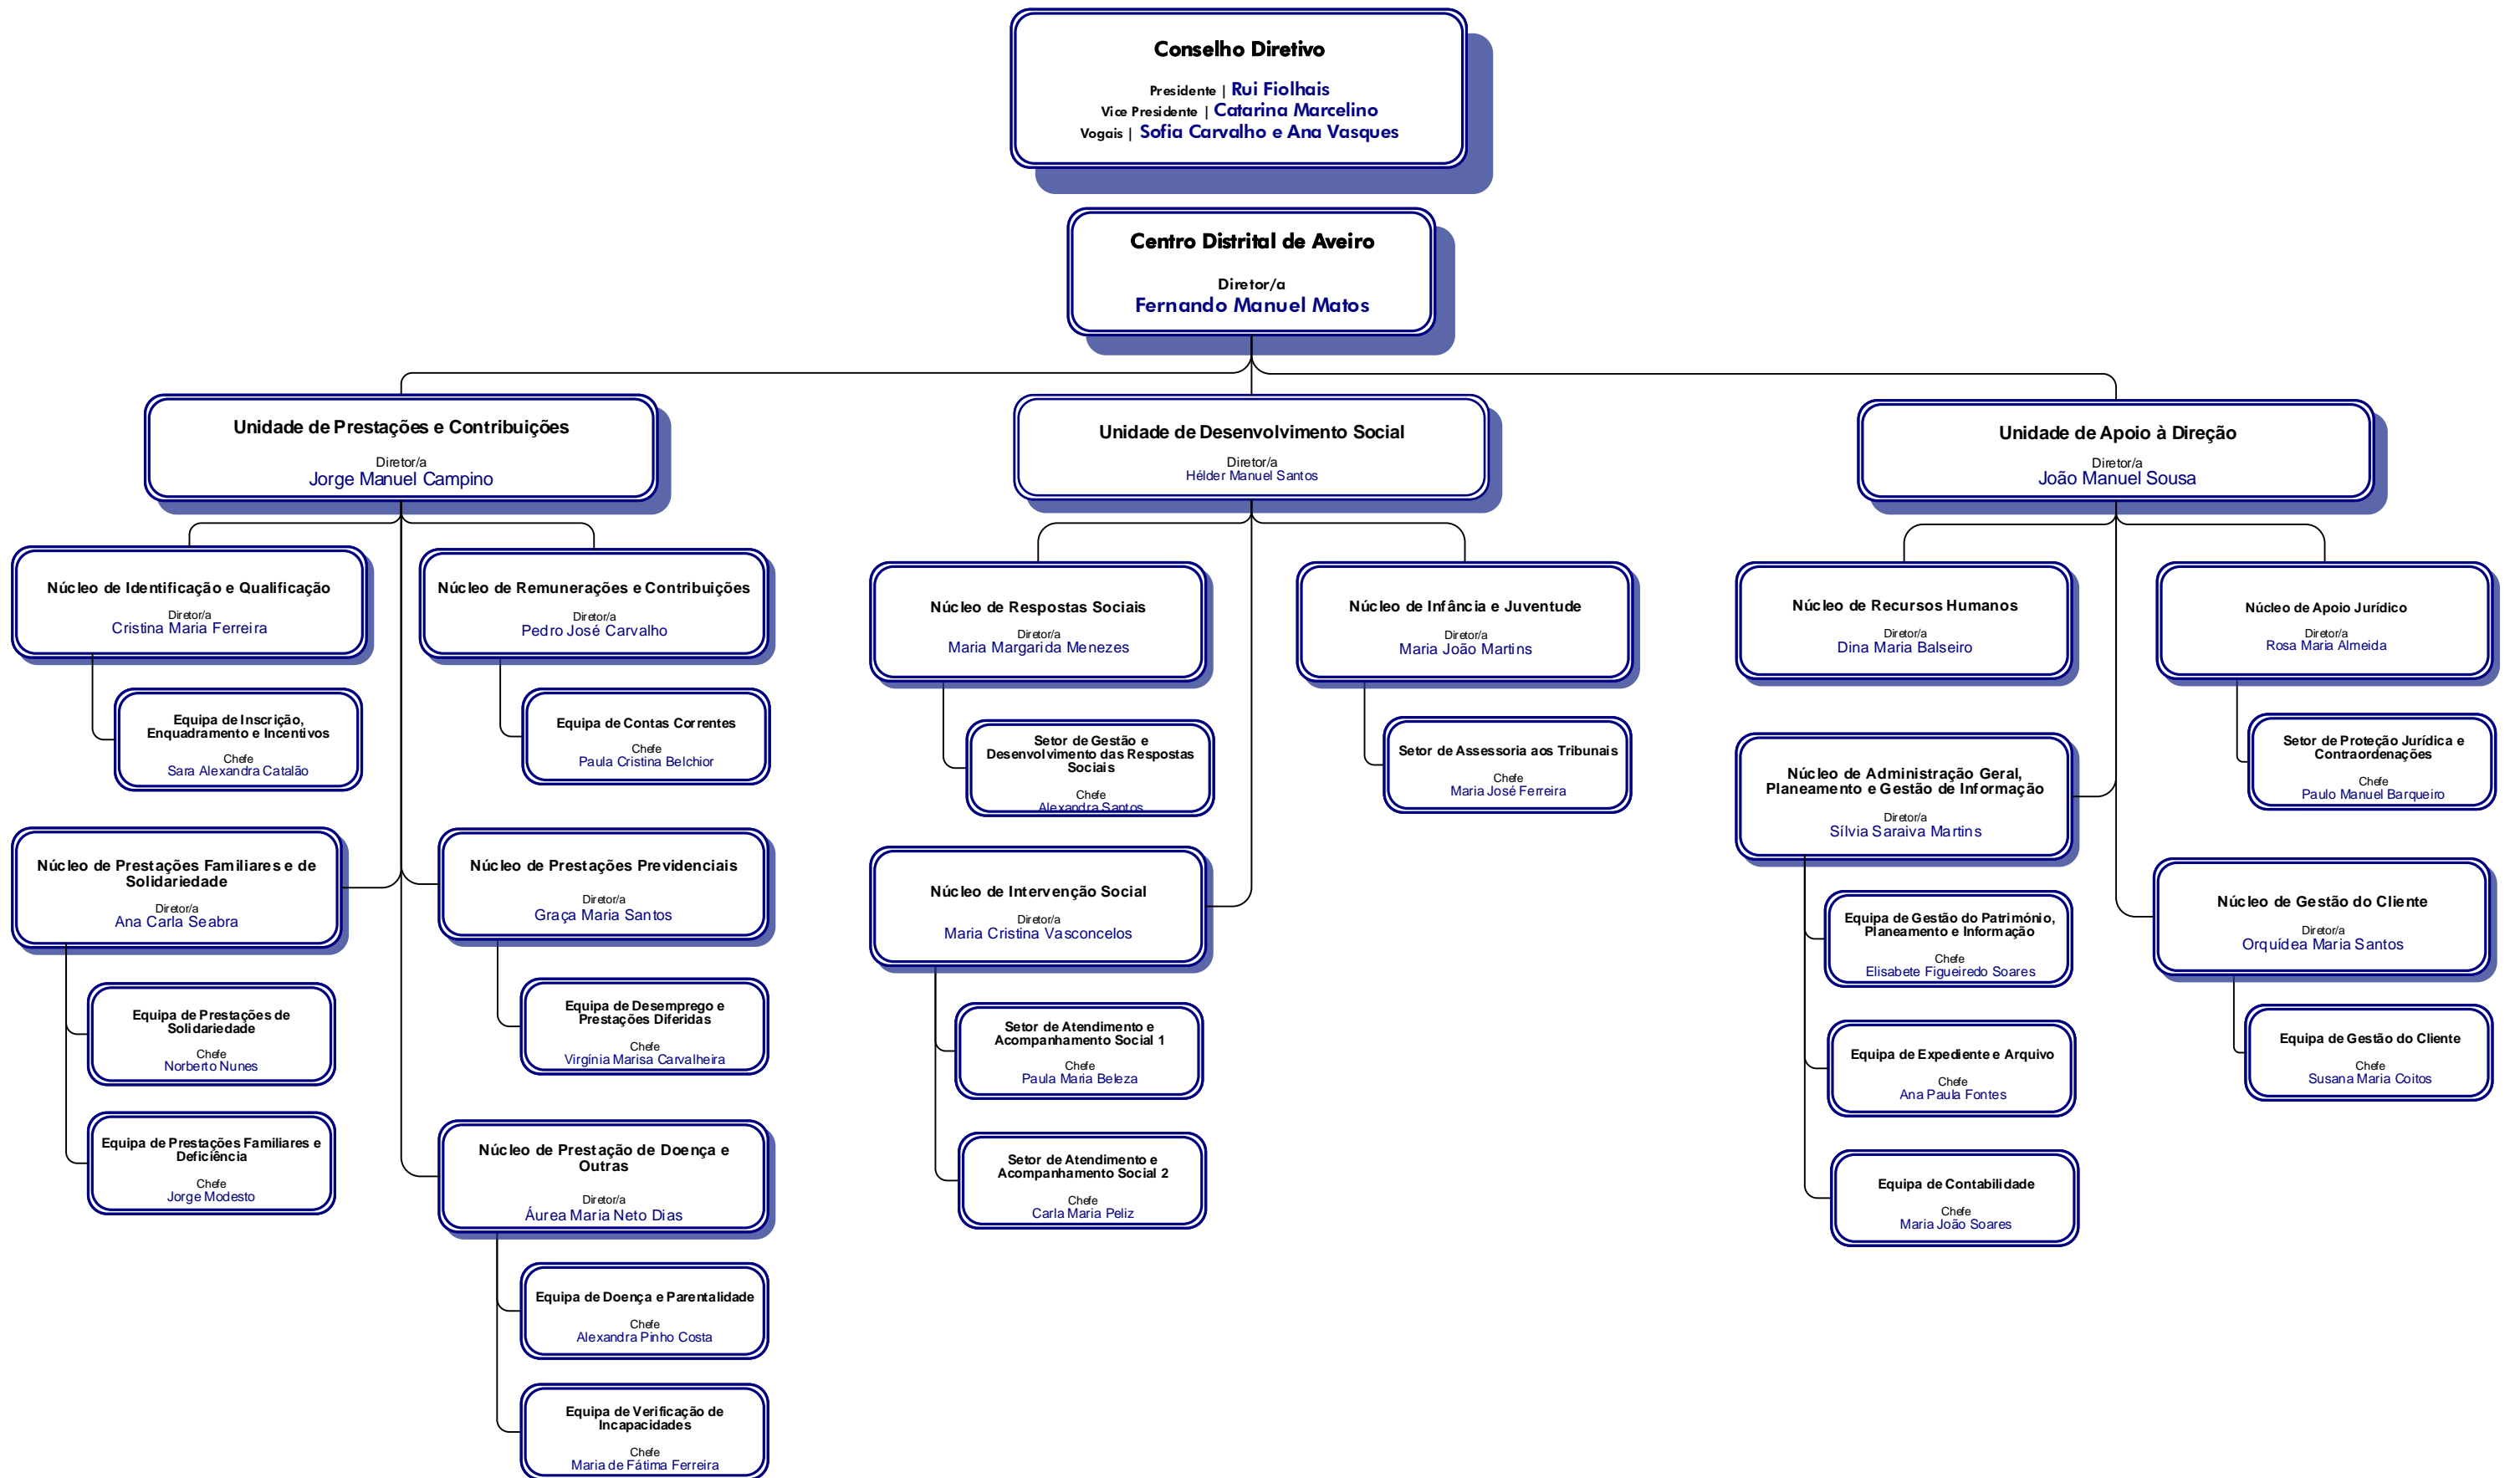 Conselho Diretivo
Presidente | Rui Fiolhais
Vice Presidente | Catarina Marcelino
Vogais | Sofia Carvalho e Ana Vasques
Centro Distrital de Aveiro
Diretor/a
Fernando Manuel Matos
Unidade de Prestações e Contribuições
Diretor/a
Jorge Manuel Campino
Unidade de Desenvolvimento Social
Diretor/a
Hélder Manuel Santos
Unidade de Apoio à Direção
Diretor/a
João Manuel Sousa
Núcleo de Identificação e Qualificação
Diretor/a
Cristina Maria Ferreira
Equipa de Inscrição,
Enquadramento e Incentivos
Chefe
Sara Alexandra Catalão
Núcleo de Remunerações e Contribuições
Diretor/a
Pedro José Carvalho
Equipa de Contas Correntes
Chefe
Paula Cristina Belchior
Núcleo de Prestações Familiares e de
Solidariedade
Diretor/a
Ana Carla Seabra
Equipa de Prestações de
Solidariedade
Chefe
Norberto Nunes
Equipa de Prestações Familiares e
Deficiência
Chefe
Jorge Modesto
Núcleo de Prestações Previdenciais
Diretor/a
Graça Maria Santos
Equipa de Desemprego e
Prestações Diferidas
Chefe
Virgínia Marisa Carvalheira
Núcleo de Prestação de Doença e
Outras
Diretor/a
Áurea Maria Neto Dias
Equipa de Doença e Parentalidade
Chefe
Alexandra Pinho Costa
Equipa de Verificação de
Incapacidades
Chefe
Maria de Fátima Ferreira
Núcleo de Respostas Sociais
Diretor/a
Maria Margarida Menezes
Setor de Gestão e
Desenvolvimento das Respostas
Sociais
Chefe
Alexandra Santos
Núcleo de Infância e Juventude
Diretor/a
Maria João Martins
Setor de Assessoria aos Tribunais
Chefe
Maria José Ferreira
Núcleo de Intervenção Social
Diretor/a
Maria Cristina Vasconcelos
Setor de Atendimento e
Acompanhamento Social 1
Chefe
Paula Maria Beleza
Setor de Atendimento e
Acompanhamento Social 2
Chefe
Carla Maria Peliz
Núcleo de Recursos Humanos
Diretor/a
Dina Maria Balseiro
Núcleo de Apoio Jurídico
Diretor/a
Rosa Maria Almeida
Setor de Proteção Jurídica e
Contraordenações
Chefe
Paulo Manuel Barqueiro
Núcleo de Administração Geral,
Planeamento e Gestão de Informação
Diretor/a
Sílvia Saraiva Martins
Equipa de Gestão do Património,
Planeamento e Informação
Chefe
Elisabete Figueiredo Soares
Equipa de Expediente e Arquivo
Chefe
Ana Paula Fontes
Equipa de Contabilidade
Chefe
Maria João Soares
Núcleo de Gestão do Cliente
Diretor/a
Orquídea Maria Santos
Equipa de Gestão do Cliente
Chefe
Susana Maria Coitos